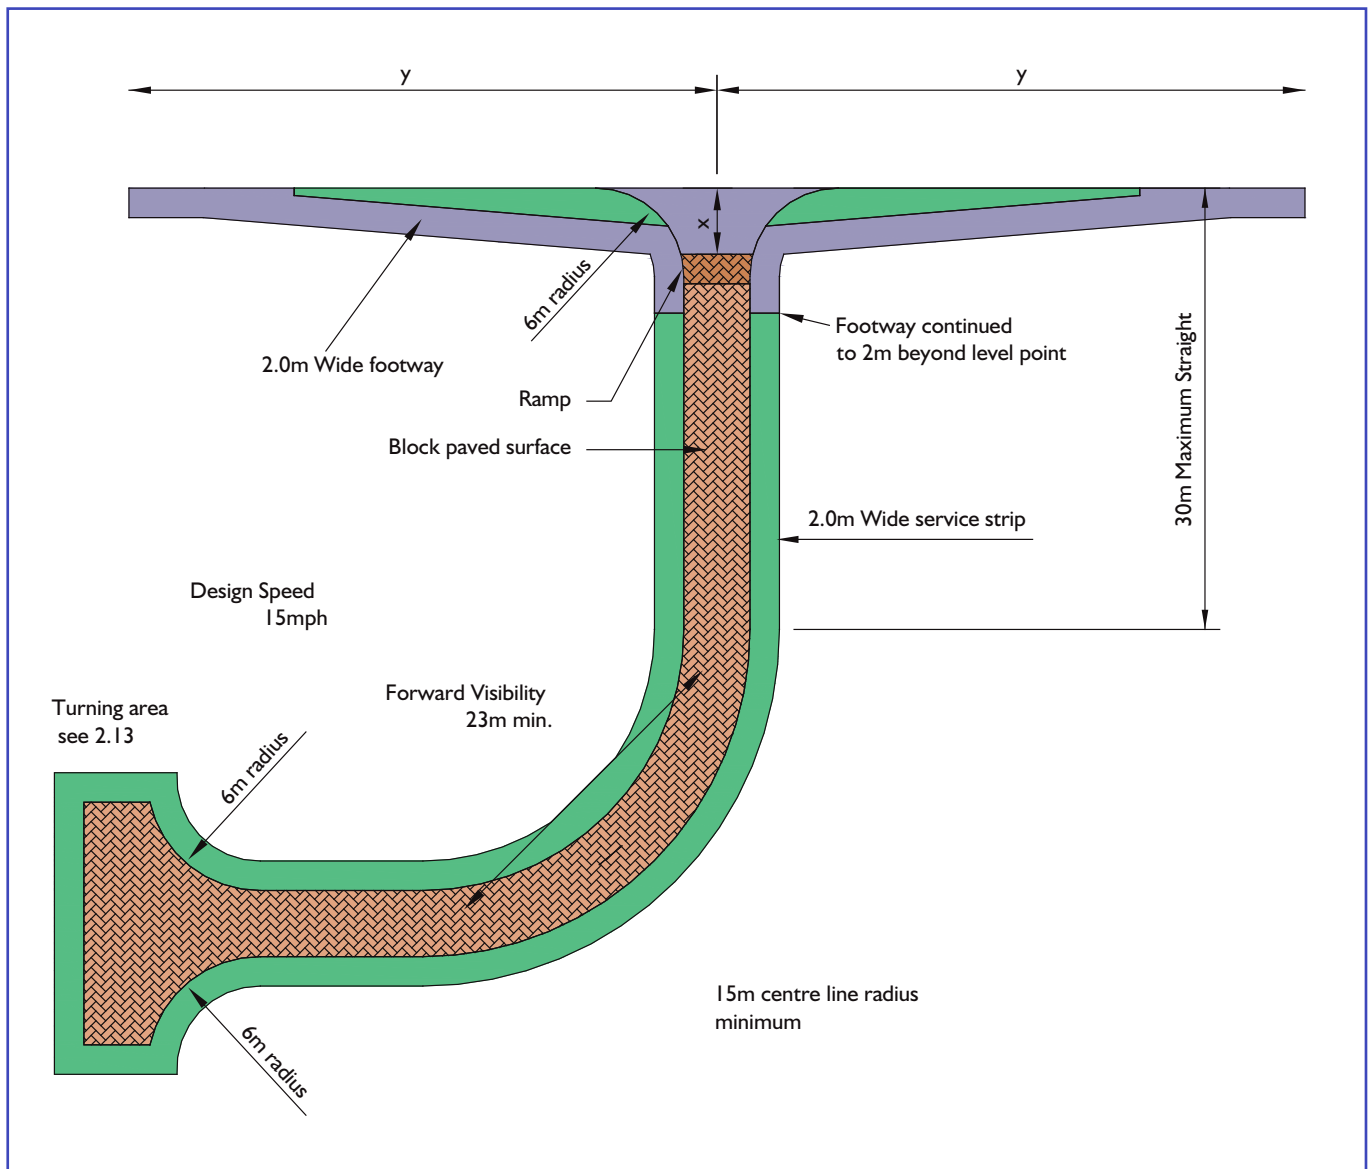 y
y
x
6m radius
2.0m Wide footway
Footway continued
to 2m beyond level point
Ramp
30m Maximum Straight
Block paved surface
2.0m Wide service strip
Design Speed
15mph
Forward Visibility
23m min.
Turning area
see 2.13
6m radius
15m centre line radius
minimum
6m radius